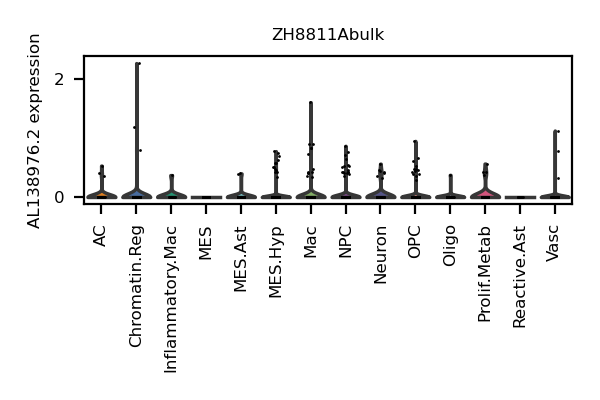 ZH8811Abulk
AL138976.2 expression
2
0
AC
Chromatin.Reg
Inflammatory.Mac
MES
MES.Ast
MES.Hyp
Mac
NPC
Neuron
OPC
Oligo
Prolif.Metab
Reactive.Ast
Vasc